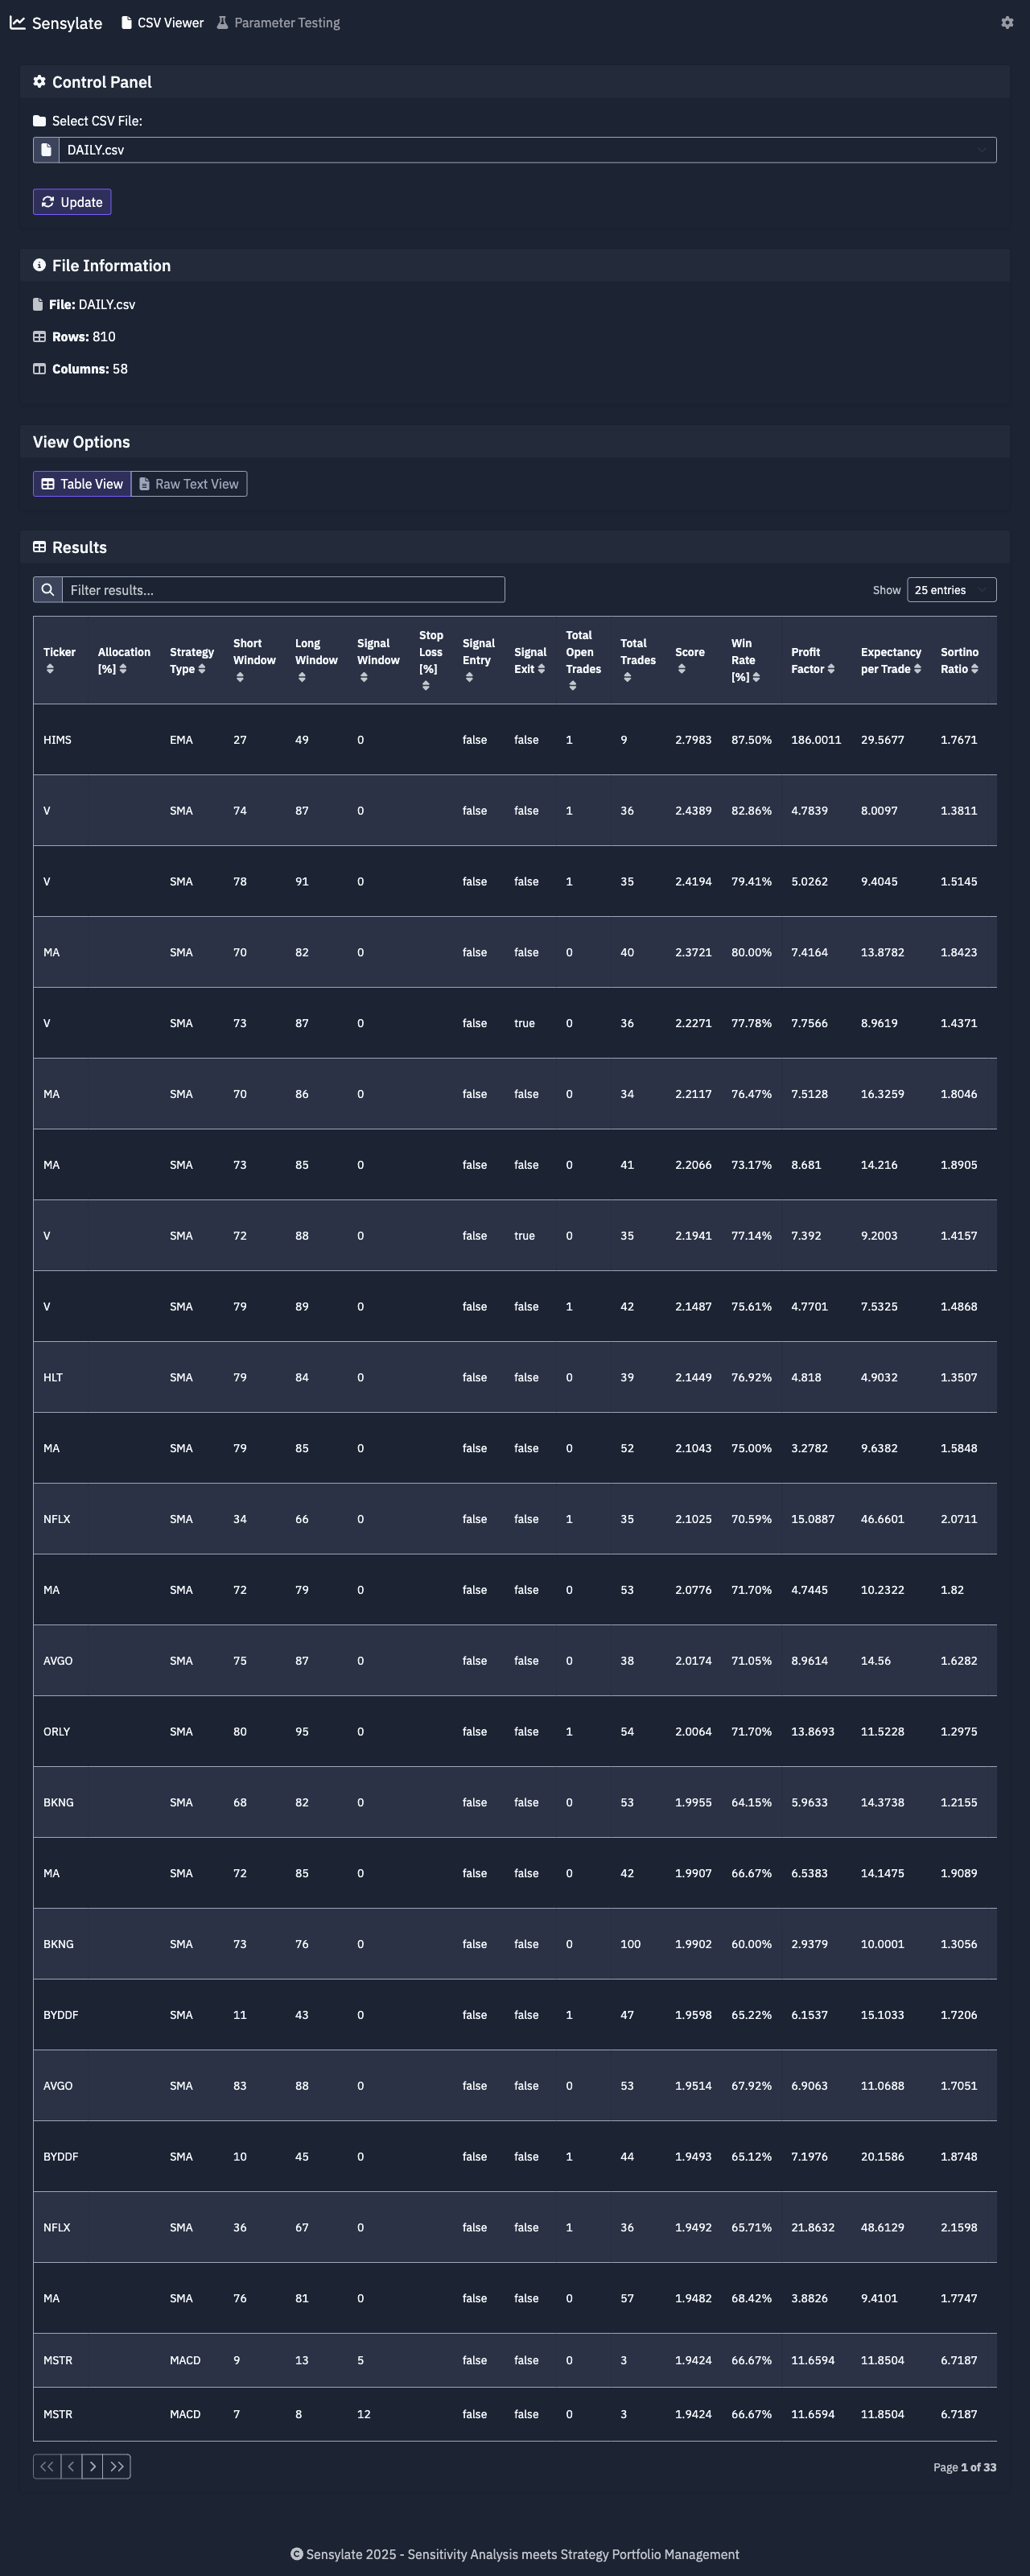 Sensylate CSV Viewer Parameter Testing
Control Panel
Select CSV File:
DAILY.csv
Update
File Information
File: DAILY.csv
Rows: 810
Columns: 58
View Options
Table View Raw Text View
Results
Filter results... Show 25 entries
Ticker Allocation [%] Strategy Type Short Window Long Window Signal Window Stop Loss [%] Signal Entry Signal Exit Total Open Trades Total Trades Score Win Rate [%] Profit Factor Expectancy per Trade Sortino Ratio
HIMS EMA 27 49 0 false false 1 9 2.7983 87.50% 186.0011 29.5677 1.7671
V SMA 74 87 0 false false 1 36 2.4389 82.86% 4.7839 8.0097 1.3811
V SMA 78 91 0 false false 1 35 2.4194 79.41% 5.0262 9.4045 1.5145
MA SMA 70 82 0 false false 0 40 2.3721 80.00% 7.4164 13.8782 1.8423
V SMA 73 87 0 false true 0 36 2.2271 77.78% 7.7566 8.9619 1.4371
MA SMA 70 86 0 false false 0 34 2.2117 76.47% 7.5128 16.3259 1.8046
MA SMA 73 85 0 false false 0 41 2.2066 73.17% 8.681 14.216 1.8905
V SMA 72 88 0 false true 0 35 2.1941 77.14% 7.392 9.2003 1.4157
V SMA 79 89 0 false false 1 42 2.1487 75.61% 4.7701 7.5325 1.4868
HLT SMA 79 84 0 false false 0 39 2.1449 76.92% 4.818 4.9032 1.3507
MA SMA 79 85 0 false false 0 52 2.1043 75.00% 3.2782 9.6382 1.5848
NFLX SMA 34 66 0 false false 1 35 2.1025 70.59% 15.0887 46.6601 2.0711
MA SMA 72 79 0 false false 0 53 2.0776 71.70% 4.7445 10.2322 1.82
AVGO SMA 75 87 0 false false 0 38 2.0174 71.05% 8.9614 14.56 1.6282
ORLY SMA 80 95 0 false false 1 54 2.0064 71.70% 13.8693 11.5228 1.2975
BKNG SMA 68 82 0 false false 0 53 1.9955 64.15% 5.9633 14.3738 1.2155
MA SMA 72 85 0 false false 0 42 1.9907 66.67% 6.5383 14.1475 1.9089
BKNG SMA 73 76 0 false false 0 100 1.9902 60.00% 2.9379 10.0001 1.3056
BYDDF SMA 11 43 0 false false 1 47 1.9598 65.22% 6.1537 15.1033 1.7206
AVGO SMA 83 88 0 false false 0 53 1.9514 67.92% 6.9063 11.0688 1.7051
BYDDF SMA 10 45 0 false false 1 44 1.9493 65.12% 7.1976 20.1586 1.8748
NFLX SMA 36 67 0 false false 1 36 1.9492 65.71% 21.8632 48.6129 2.1598
MA SMA 76 81 0 false false 0 57 1.9482 68.42% 3.8826 9.4101 1.7747
MSTR MACD 9 13 5 false false 0 3 1.9424 66.67% 11.6594 11.8504 6.7187
MSTR MACD 7 8 12 false false 0 3 1.9424 66.67% 11.6594 11.8504 6.7187
<< < > >> Page 1 of 33
© Sensylate 2025 - Sensitivity Analysis meets Strategy Portfolio Management